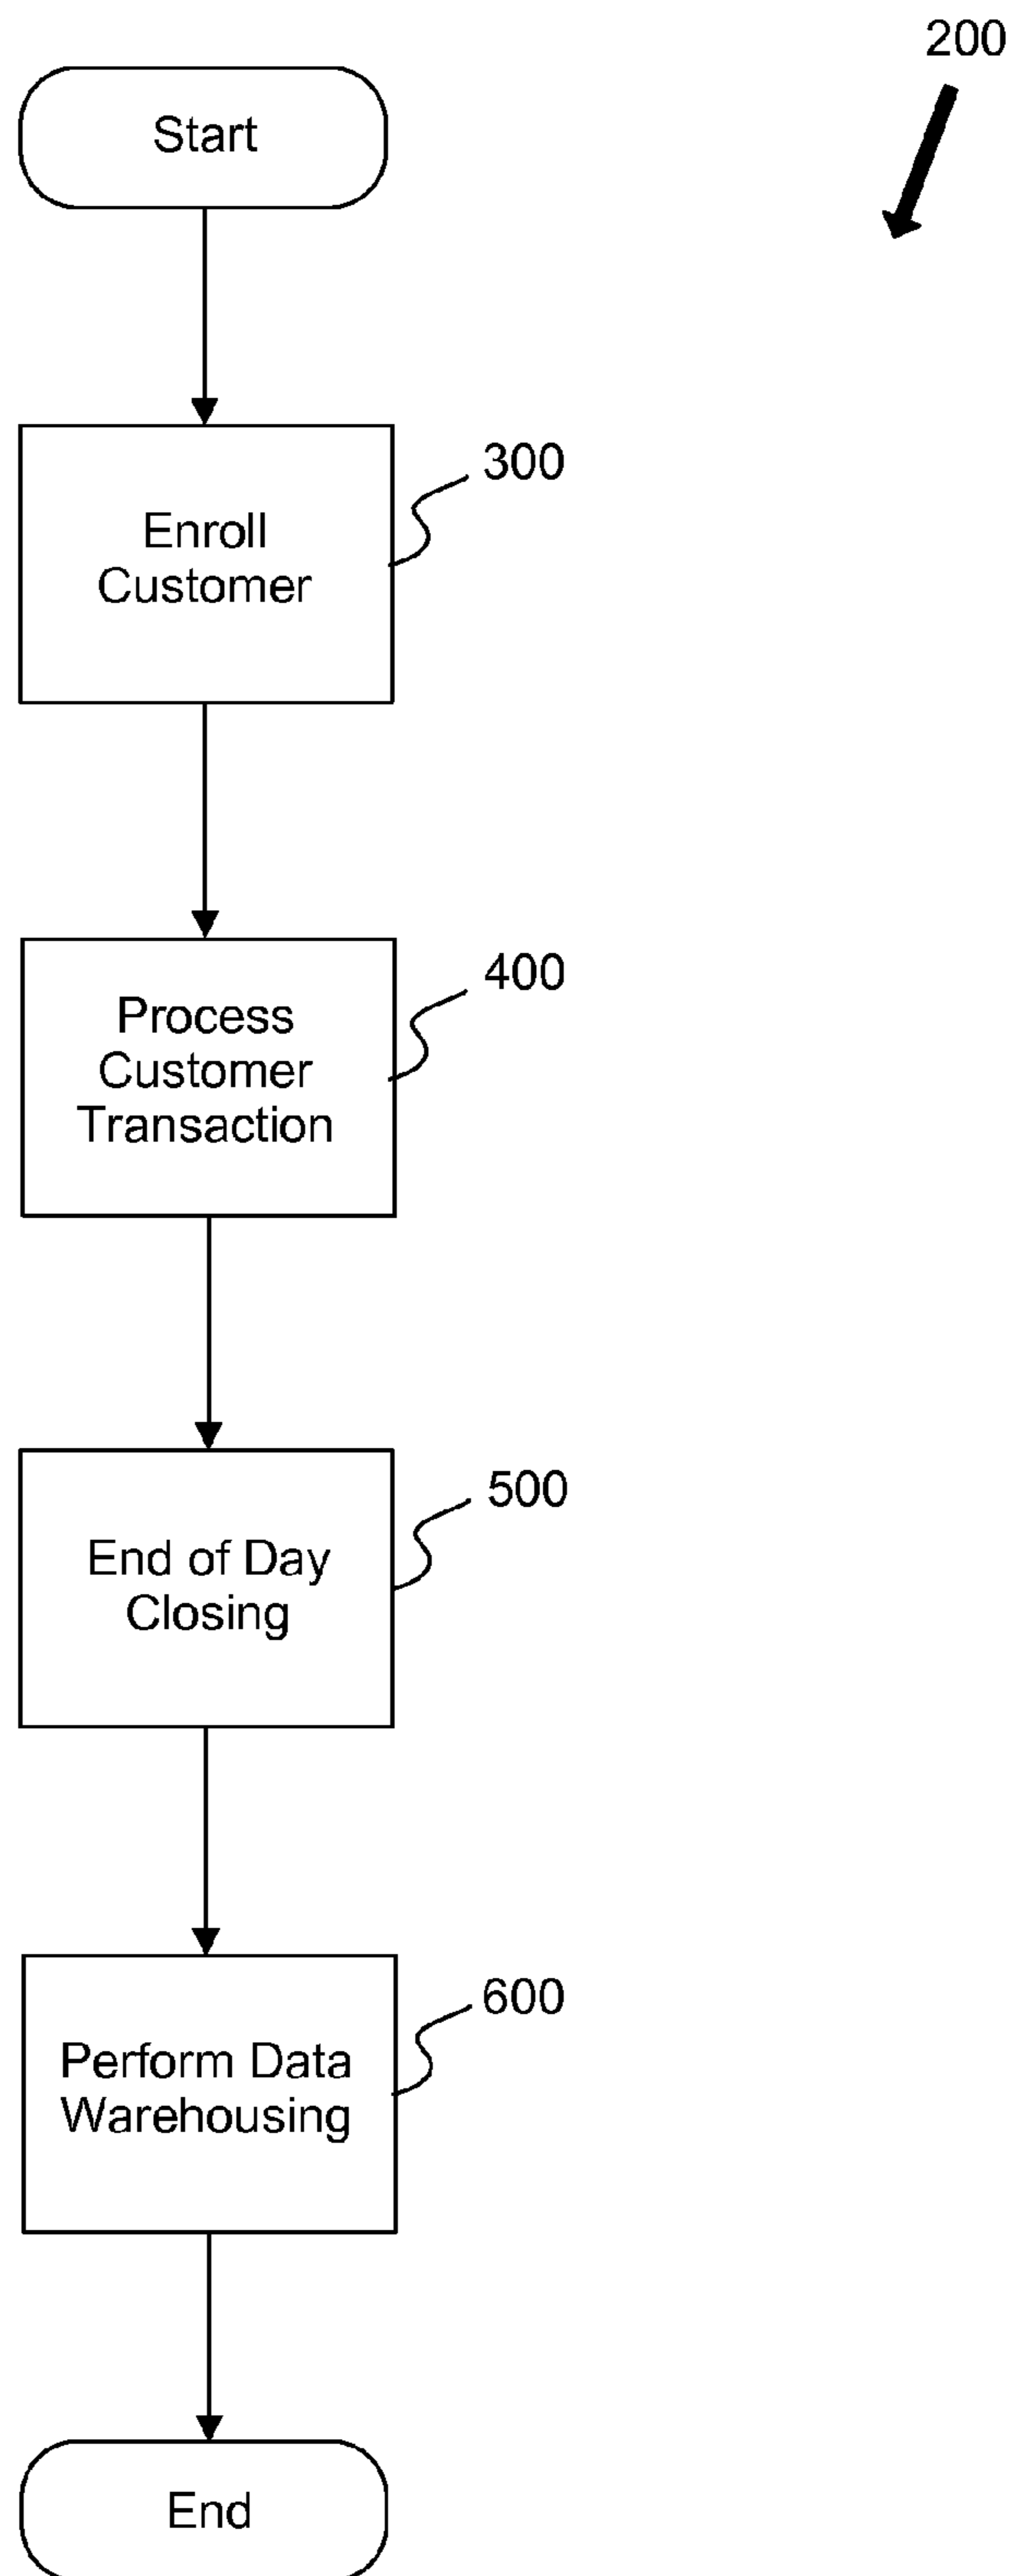 200
Start
300
Enroll
Customer
400
Process
Customer
Transaction
500
End of Day
Closing
600
Perform Data
Warehousing
End